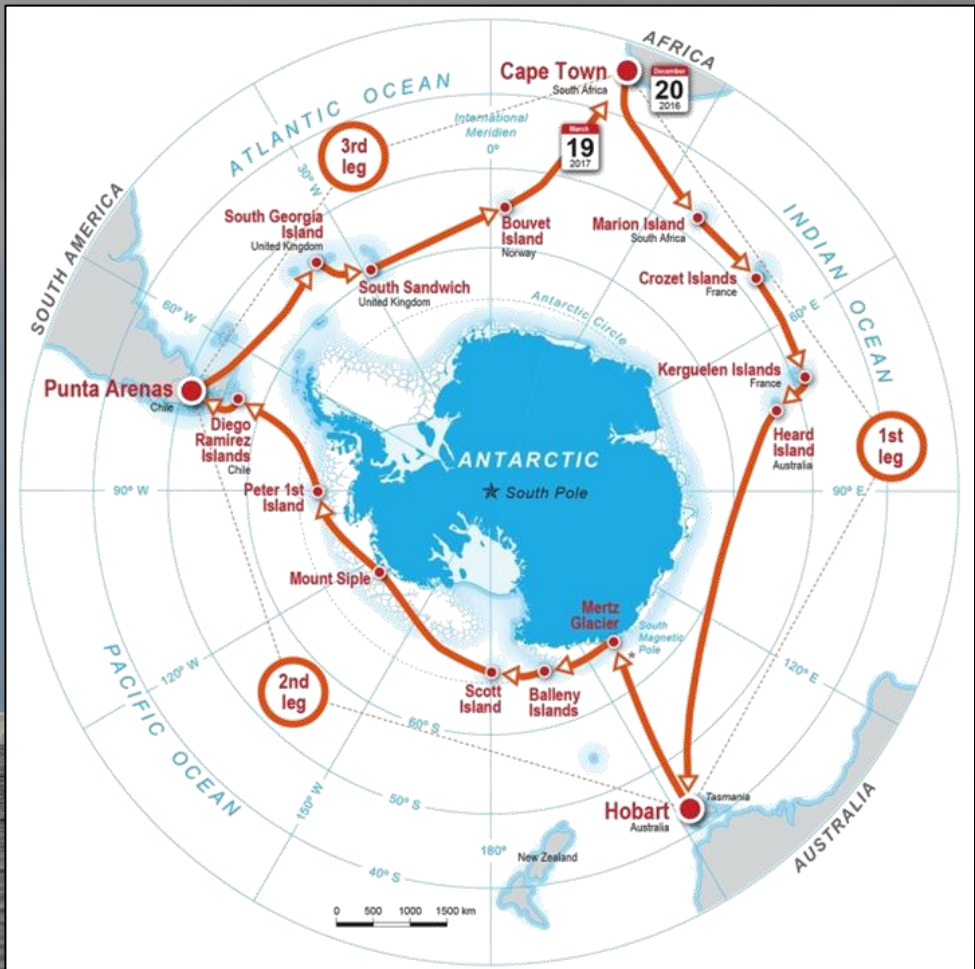 AFRICA
Cape Town
South Africa
December
20
2016
ATLANTIC OCEAN
International
Meridien
0°
March
19
2017
3rd
leg
30° W
SOUTH AMERICA
South Georgia
Island
United Kingdom
Bouvet
Island
Norway
Marion Island
South Africa
INDIAN OCEAN
South Sandwich
United Kingdom
Crozet Islands
France
60° E
60° W
Antarctic Circle
Kerguelen Islands
France
Punta Arenas
Chile
Diego
Ramirez
Islands
Chile
Heard
Island
Australia
1st
leg
ANTARCTIC
South Pole
90° W
Peter 1st
Island
90° E
Mount Siple
Mertz
Glacier
South
Magnetic
Pole
PACIFIC OCEAN
120° W
2nd
leg
Scott
Island
Balleny
Islands
120° E
60° S
150° W
50° S
40° S
Hobart
Australia
Tasmania
AUSTRALIA
180°
New Zealand
0 500 1000 1500 km